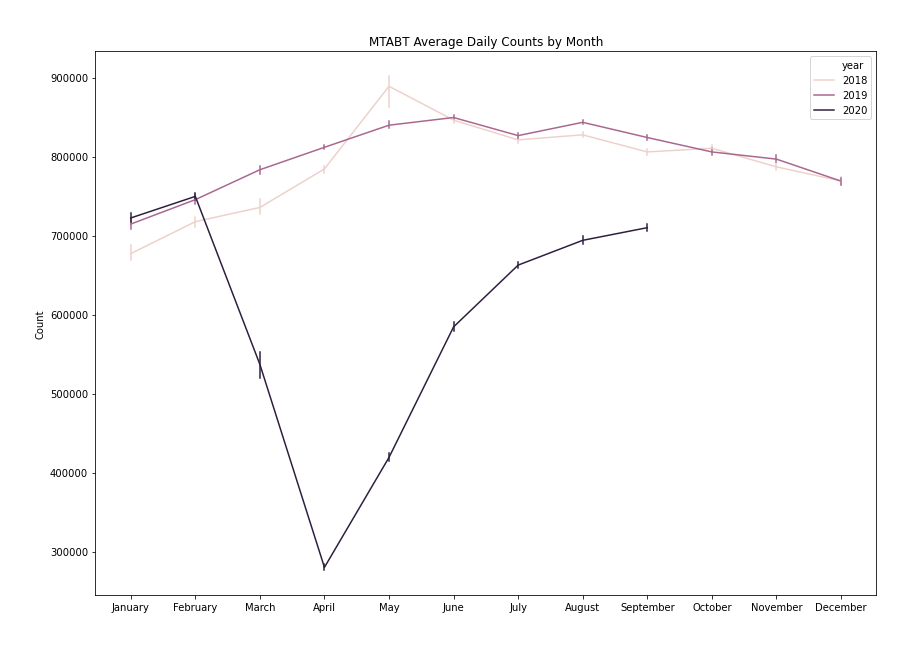 MTABT Average Daily Counts by Month
year
2018
2019
2020
Count
900000
800000
700000
600000
500000
400000
300000
January February March April May June July August September October November December